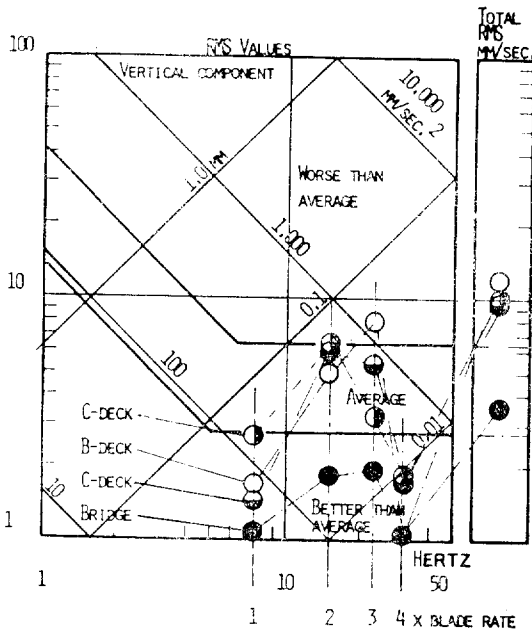 TOTAL
RMS
MM/SEC.
RMS VALUES
VERTICAL COMPONENT
10,000
MM/SEC.2
1.0 MM
WORSE THAN
AVERAGE
1,000
0.1
100
AVERAGE
0.01
10
BETTER THAN
AVERAGE
C-DECK
B-DECK
C-DECK
BRIDGE
100
10
1
HERTZ
1 10 50
1 2 3 4 X BLADE RATE